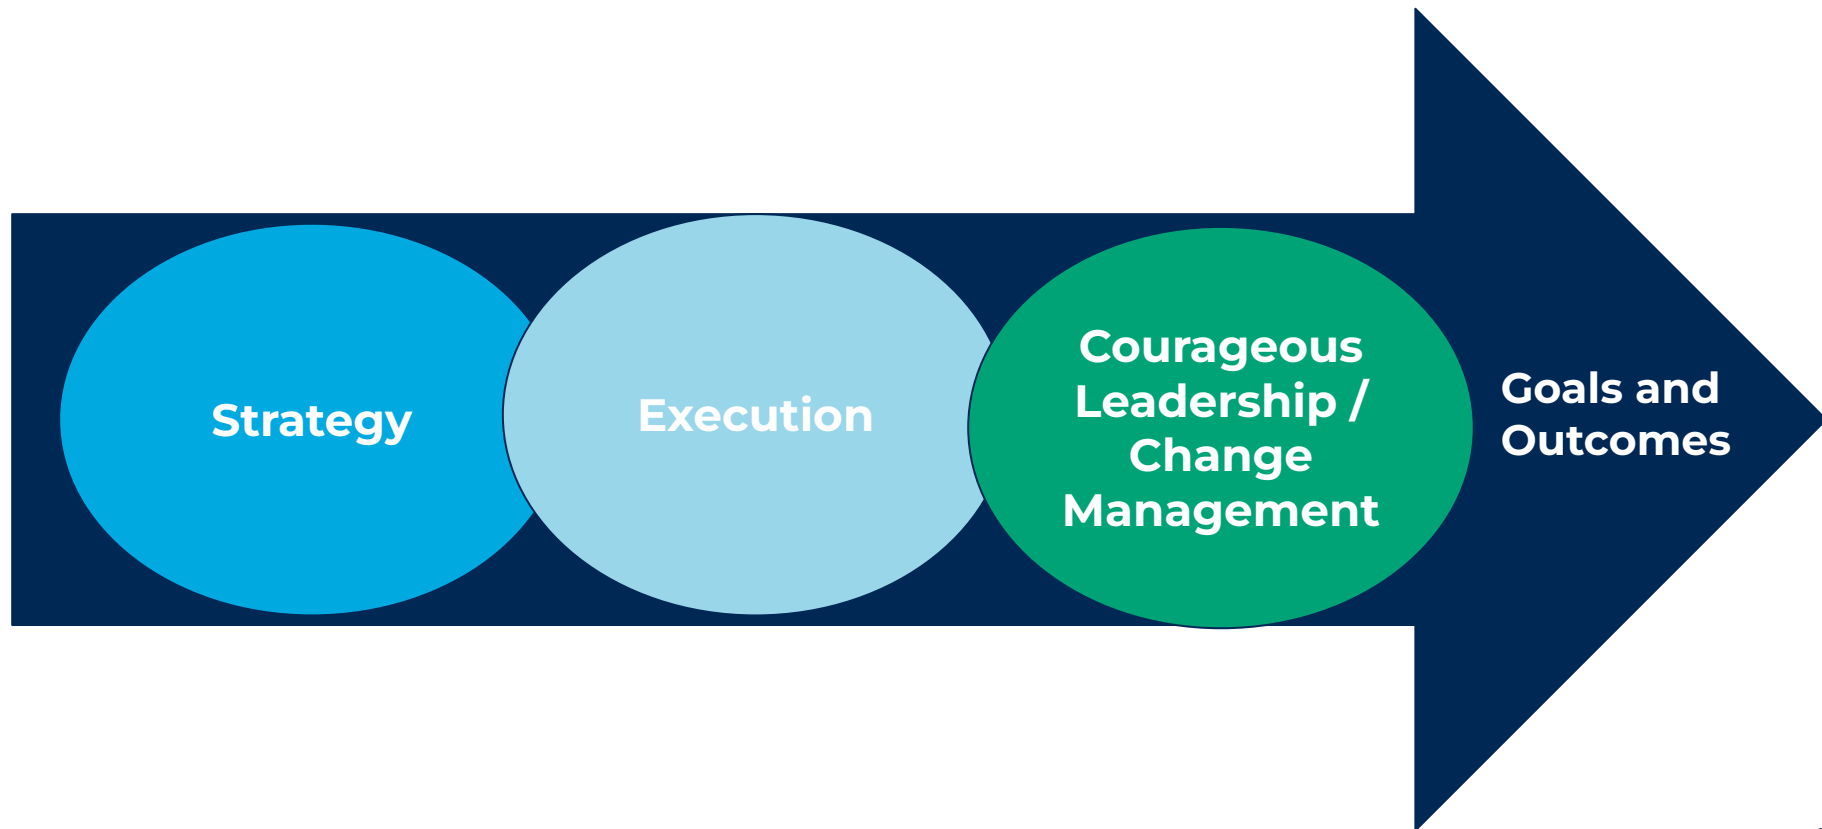 Strategy
Execution
Courageous
Leadership /
Change
Management
Goals and
Outcomes